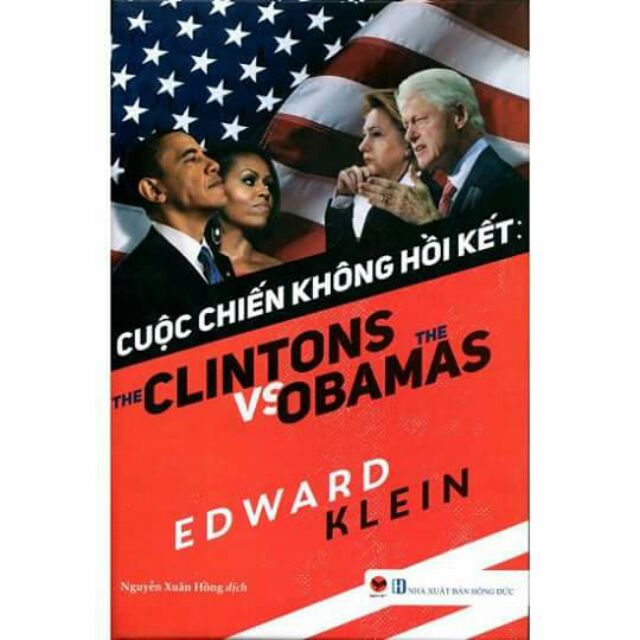 CUỘC CHIẾN KHÔNG HỒI KẾT:
THE CLINTONS
VS THE OBAMAS
EDWARD
KLEIN
Nguyễn Xuân Hồng dịch
NHÀ XUẤT BẢN HỒNG ĐỨC